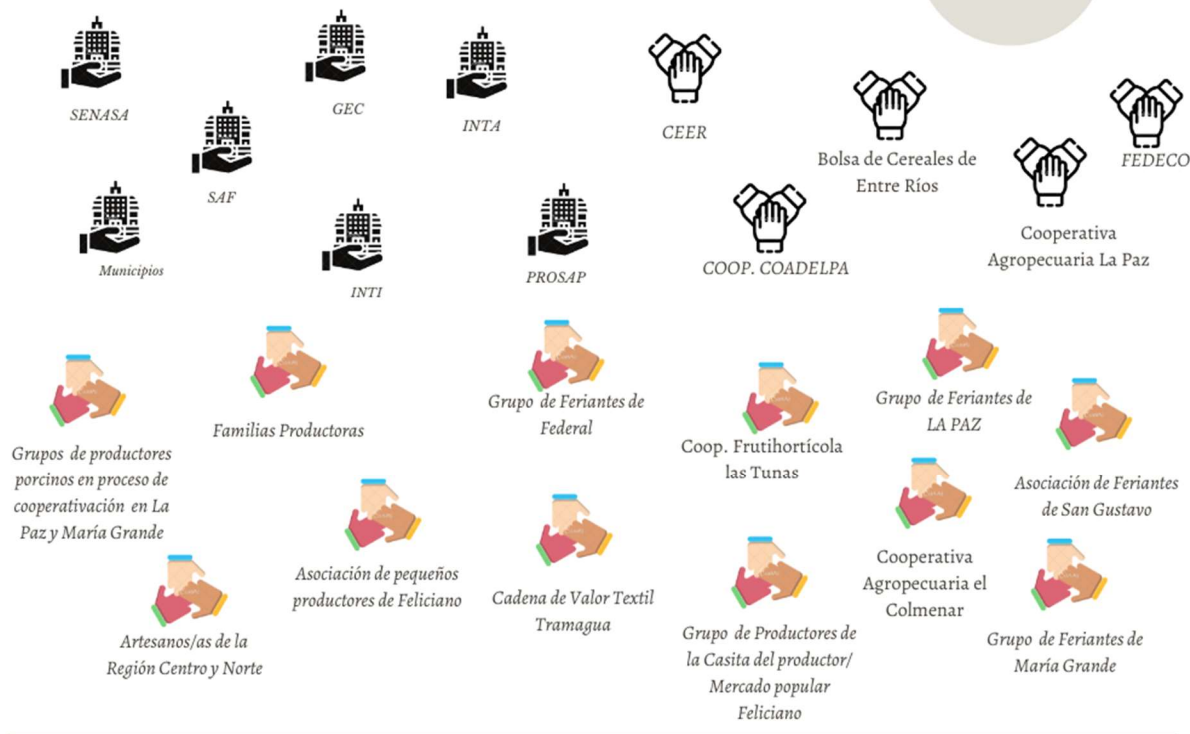 SENASA
GEC
INTA
CEER
Bolsa de Cereales de
Entre Ríos
FEDECO
SAF
Municipios
INTI
PROSAP
COOP. COADELPA
Cooperativa
Agropecuaria La Paz
Grupos de productores
porcinos en proceso de
cooperativación en La
Paz y María Grande
Familias Productoras
Grupo de Feriantes de
Federal
Coop. Frutihortícola
las Tunas
Grupo de Feriantes de
LA PAZ
Asociación de Feriantes
de San Gustavo
Artesanos/as de la
Región Centro y Norte
Asociación de pequeños
productores de Feliciano
Cadena de Valor Textil
Tramagua
Grupo de Productores de
la Casita del productor/
Mercado popular
Feliciano
Cooperativa
Agropecuaria el
Colmenar
Grupo de Feriantes de
María Grande